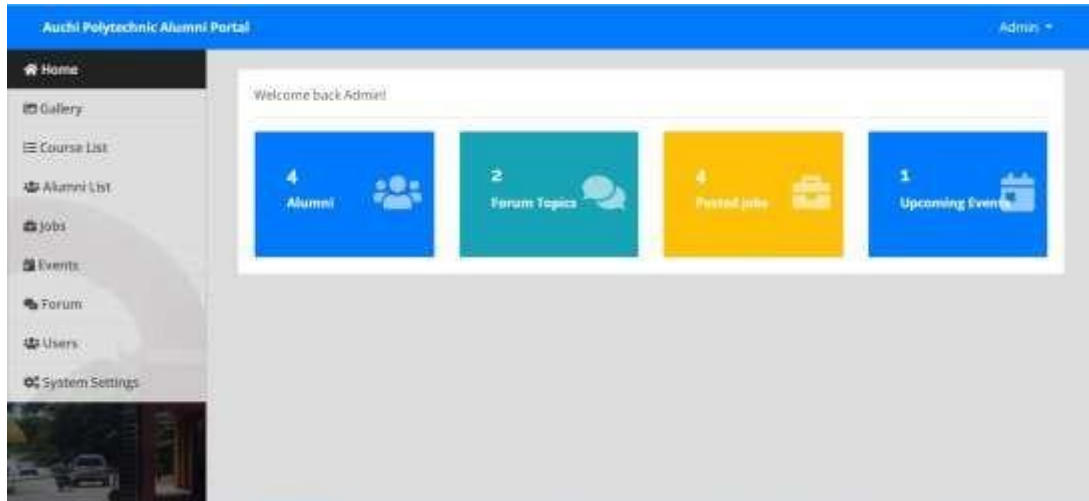 Auchi Polytechnic Alumni Portal
Admin
Home
Gallery
Course List
Alumni List
Jobs
Events
Forum
Users
System Settings
Welcome back Admin!
4
Alumni
2
Forum Topics
4
Posted Jobs
1
Upcoming Events